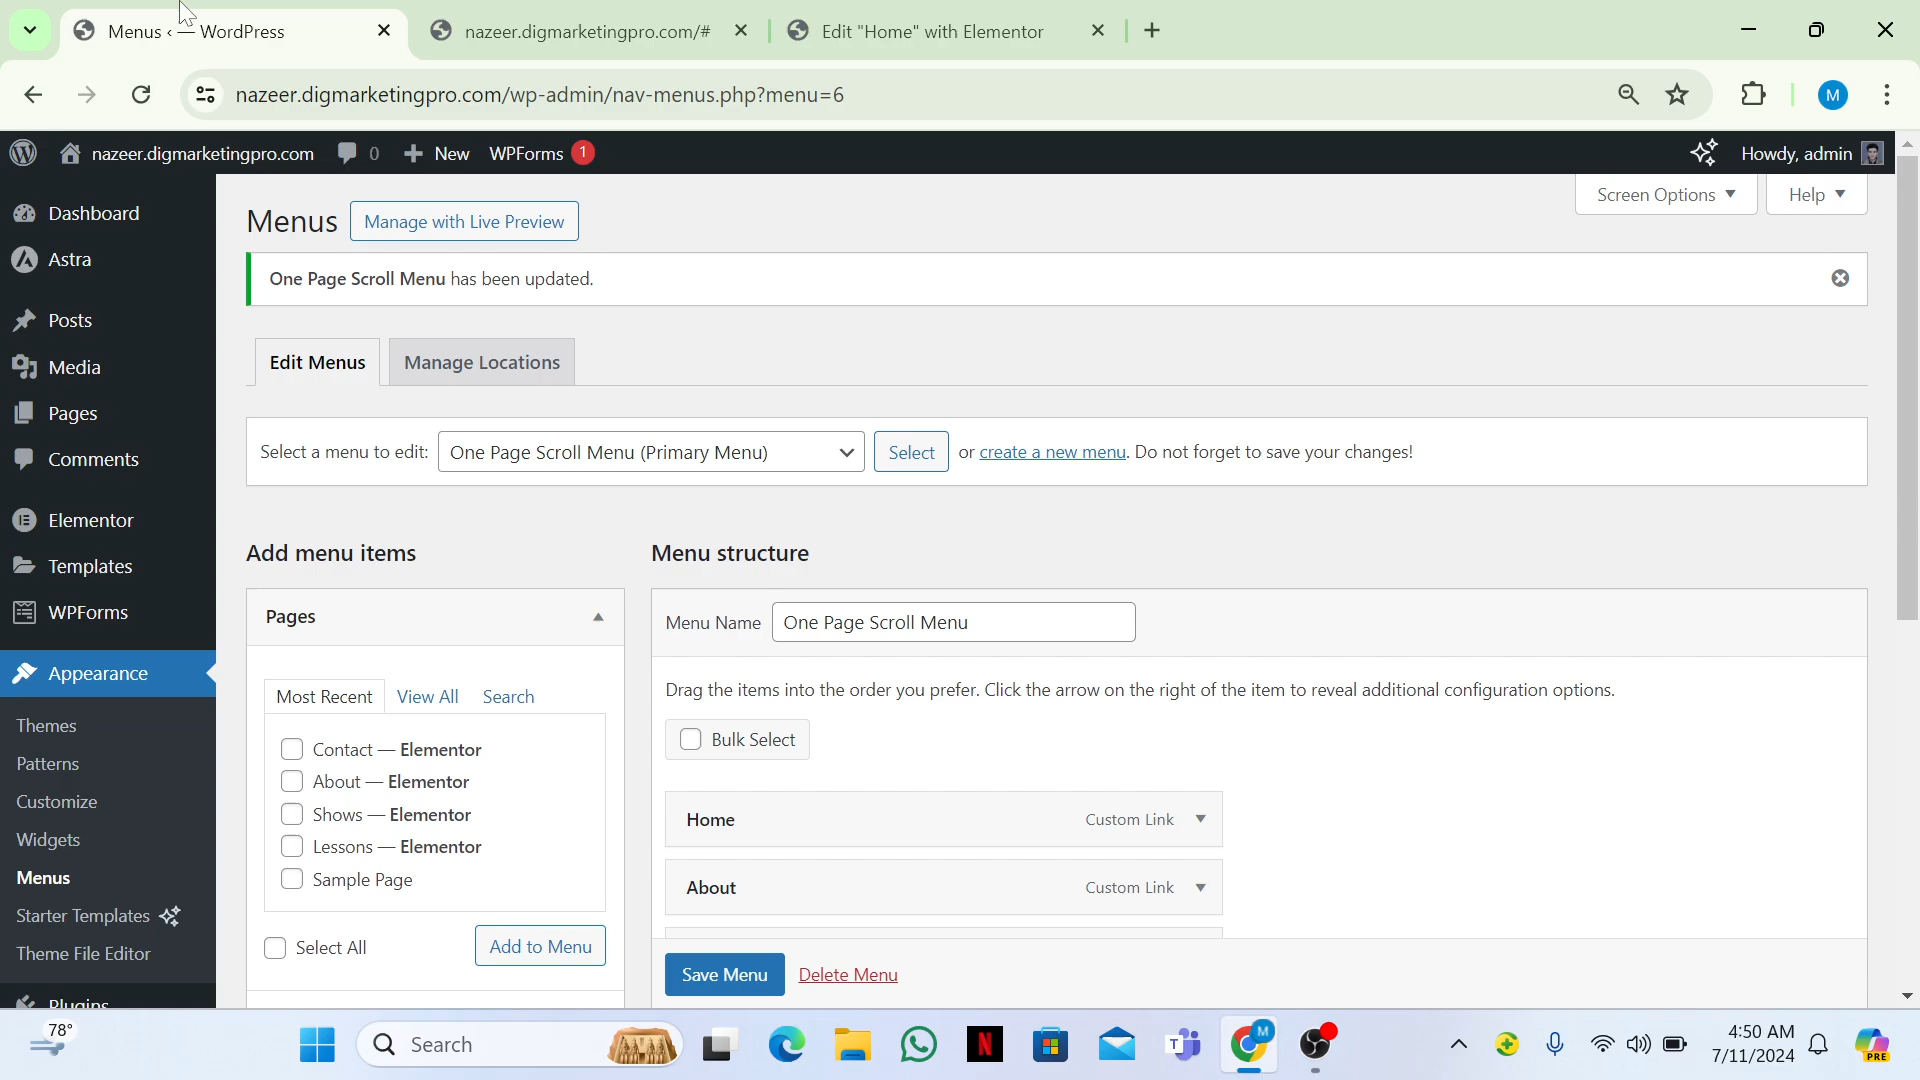 Menus ‹ — WordPress
nazeer.digmarketingpro.com/#
Edit "Home" with Elementor
nazeer.digmarketingpro.com/wp-admin/nav-menus.php?menu=6
M
nazeer.digmarketingpro.com
0
New
WPForms 1
Howdy, admin
Dashboard
Astra
Posts
Media
Pages
Comments
Elementor
Templates
WPForms
Appearance
Themes
Patterns
Customize
Widgets
Menus
Starter Templates
Theme File Editor
Plugins
Screen Options
Help
Menus
Manage with Live Preview
One Page Scroll Menu has been updated.
Edit Menus
Manage Locations
Select a menu to edit: One Page Scroll Menu (Primary Menu) Select or create a new menu. Do not forget to save your changes!
Add menu items
Pages
Most Recent View All Search
Contact — Elementor
About — Elementor
Shows — Elementor
Lessons — Elementor
Sample Page
Select All
Add to Menu
Menu structure
Menu Name One Page Scroll Menu
Drag the items into the order you prefer. Click the arrow on the right of the item to reveal additional configuration options.
Bulk Select
Home Custom Link
About Custom Link
Save Menu Delete Menu
78°
Search
N
T
M
4:50 AM
7/11/2024
PRE